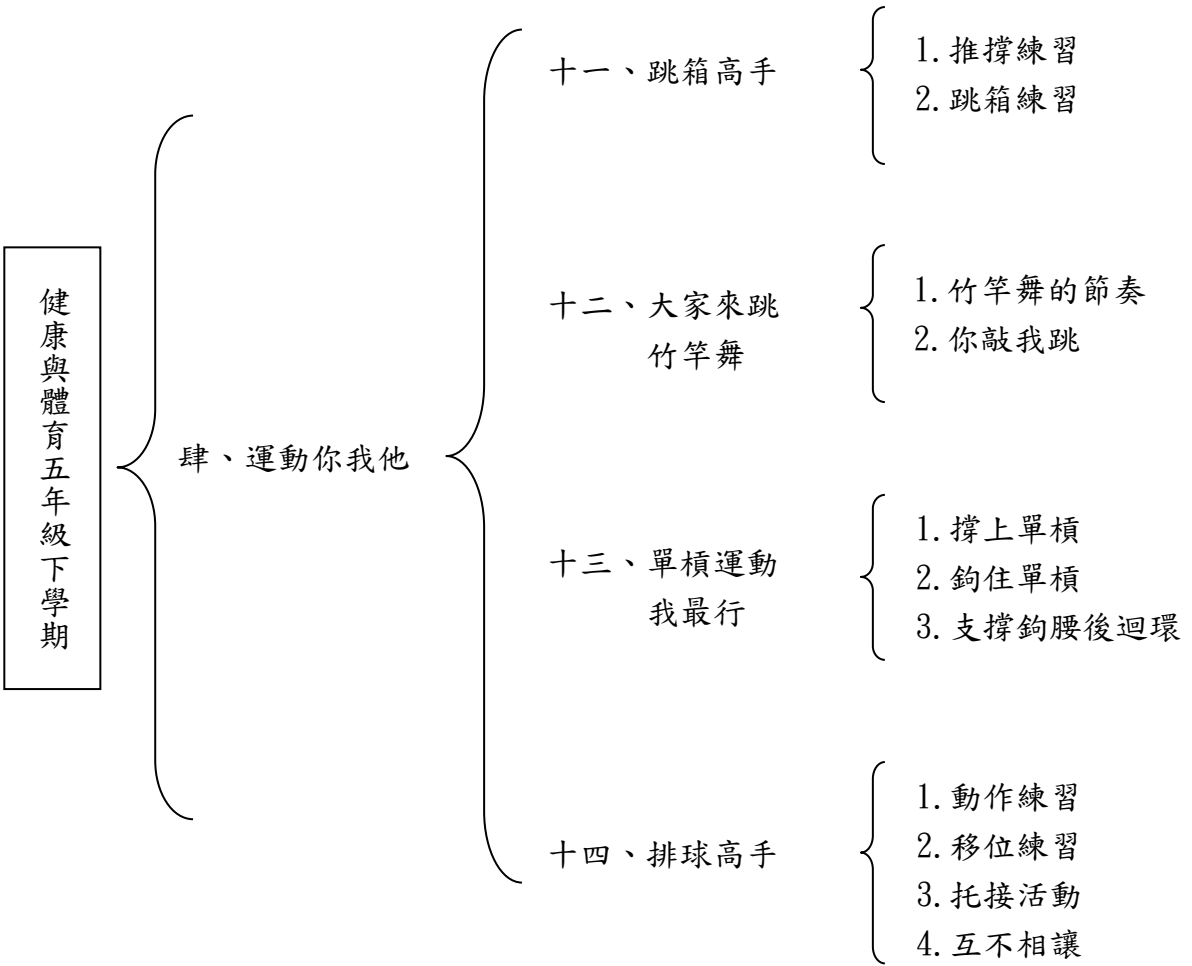 健康與體育五年級下學期
肆、運動你我他
十一、跳箱高手
1.推撐練習
2.跳箱練習
十二、大家來跳
竹竿舞
1.竹竿舞的節奏
2.你敲我跳
十三、單槓運動
我最行
1.撐上單槓
2.鉤住單槓
3.支撐鉤腰後迴環
十四、排球高手
1.動作練習
2.移位練習
3.托接活動
4.互不相讓